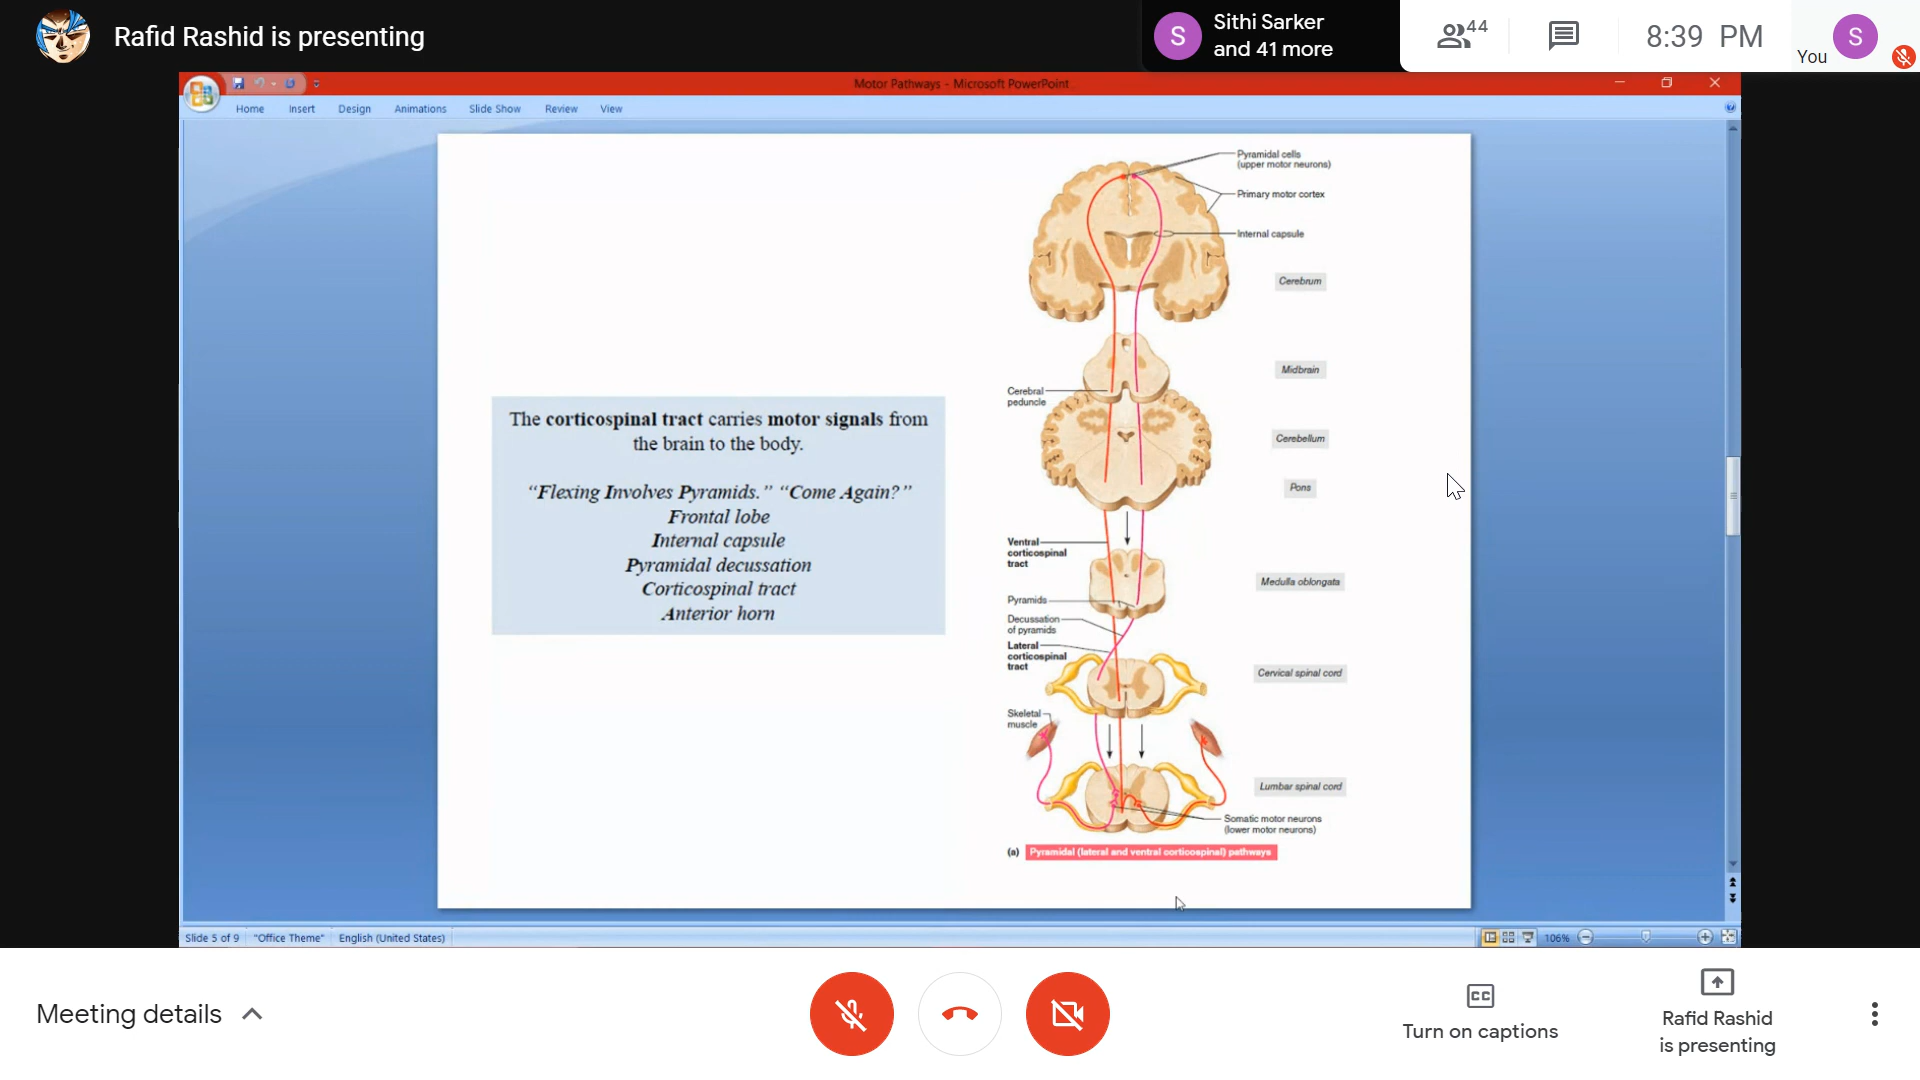 Rafid Rashid is presenting
S
Sithi Sarker
and 41 more
44
8:39 PM
You
S
Motor Pathways - Microsoft PowerPoint
Home Insert Design Animations Slide Show Review View
The corticospinal tract carries motor signals from
the brain to the body.
“Flexing Involves Pyramids.” “Come Again?”
Frontal lobe
Internal capsule
Pyramidal decussation
Corticospinal tract
Anterior horn
Pyramidal cells
(upper motor neurons)
Primary motor cortex
Internal capsule
Cerebrum
Midbrain
Cerebral
peduncle
Cerebellum
Pons
Ventral
corticospinal
tract
Medulla oblongata
Pyramids
Decussation
of pyramids
Lateral
corticospinal
tract
Cervical spinal cord
Skeletal
muscle
Lumbar spinal cord
Somatic motor neurons
(lower motor neurons)
(a) Pyramidal (lateral and ventral corticospinal) pathways
Slide 5 of 9 "Office Theme" English (United States)
106%
Meeting details
CC
Turn on captions
Rafid Rashid
is presenting